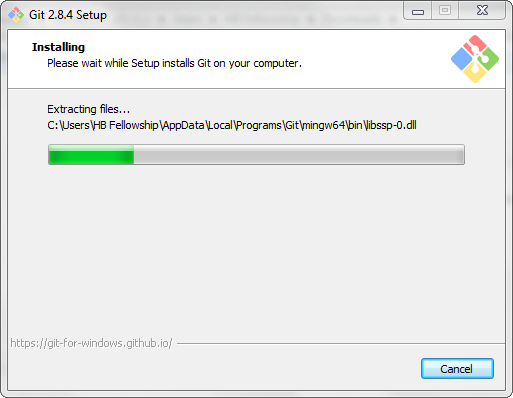 Git 2.8.4 Setup
Installing
Please wait while Setup installs Git on your computer.
Extracting files...
C:\Users\HB Fellowship\AppData\Local\Programs\Git\mingw64\bin\libssp-0.dll
https://git-for-windows.github.io/
Cancel